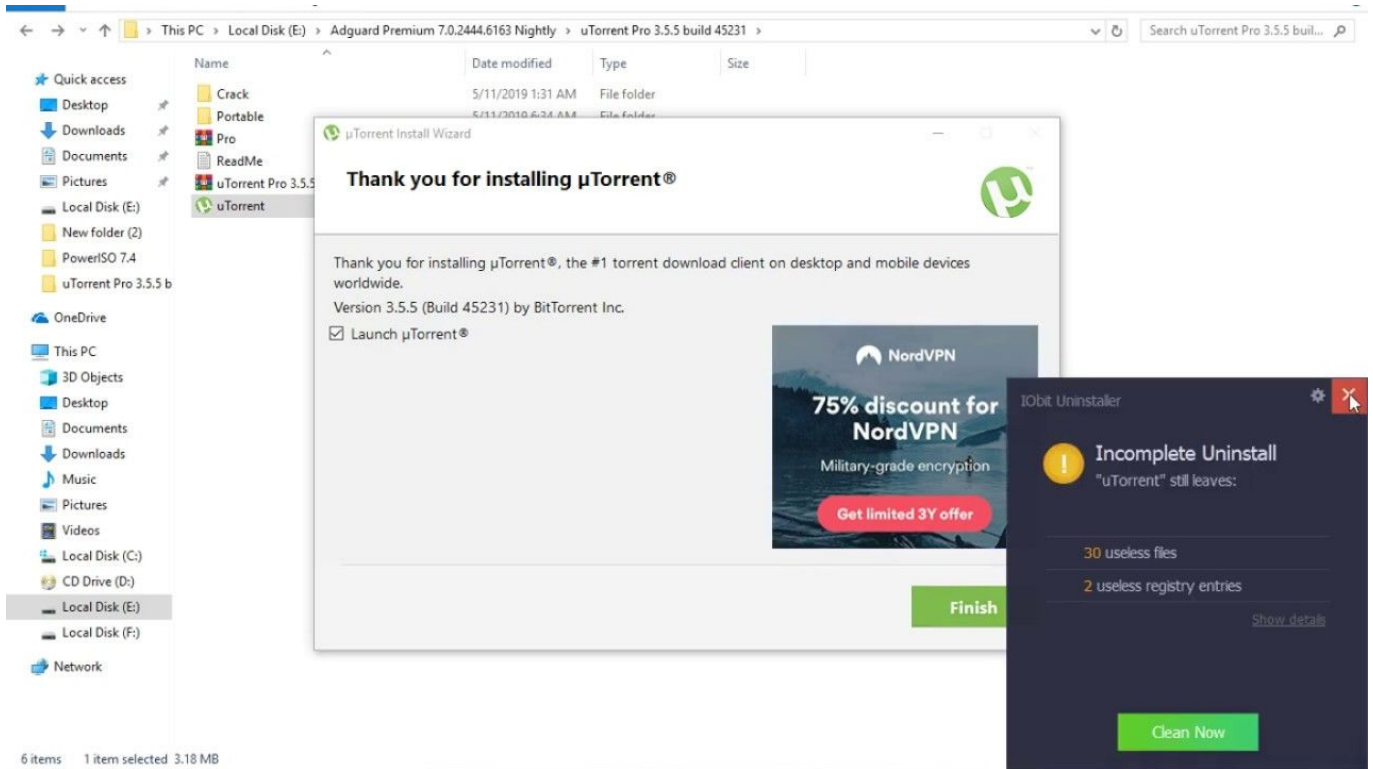 This PC > Local Disk (E:) > Adguard Premium 7.0.2444.6163 Nightly > uTorrent Pro 3.5.5 build 45231 >
Search uTorrent Pro 3.5.5 buil...
Name Date modified Type Size
Quick access
Desktop
Downloads
Documents
Pictures
Local Disk (E:)
New folder (2)
PowerISO 7.4
uTorrent Pro 3.5.5 b
OneDrive
This PC
3D Objects
Desktop
Documents
Downloads
Music
Pictures
Videos
Local Disk (C:)
CD Drive (D:)
Local Disk (E:)
Local Disk (F:)
Network
Crack 5/11/2019 1:31 AM File folder
Portable 5/11/2019 6:34 AM File folder
Pro
ReadMe
uTorrent Pro 3.5.5
uTorrent
µTorrent Install Wizard
Thank you for installing µTorrent®
Thank you for installing µTorrent®, the #1 torrent download client on desktop and mobile devices
worldwide.
Version 3.5.5 (Build 45231) by BitTorrent Inc.
Launch µTorrent®
NordVPN
75% discount for
NordVPN
Military-grade encryption
Get limited 3Y offer
Finish
IObit Uninstaller
Incomplete Uninstall
"uTorrent" still leaves:
30 useless files
2 useless registry entries
Show details
Clean Now
6 items 1 item selected 3.18 MB